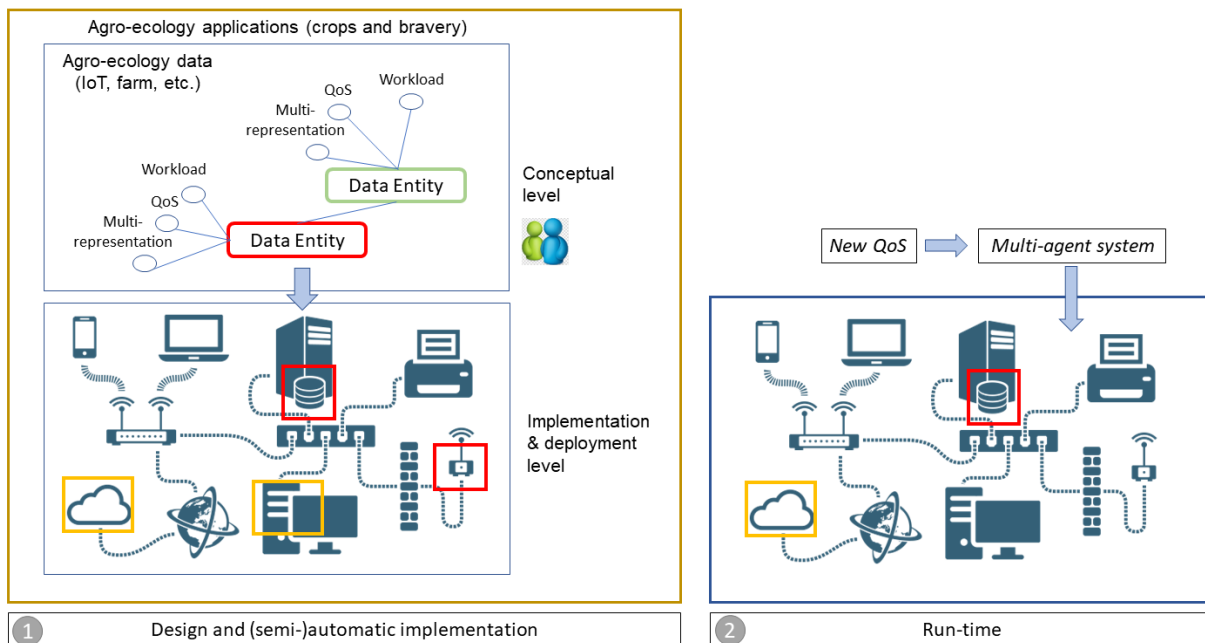 Agro-ecology applications (crops and bravery)
Agro-ecology data
(IoT, farm, etc.)
Workload
QoS
Multi-
representation
Data Entity
Workload
QoS
Multi-
representation
Data Entity
Conceptual
level
Implementation
& deployment
level
1
Design and (semi-)automatic implementation
New QoS
Multi-agent system
2
Run-time